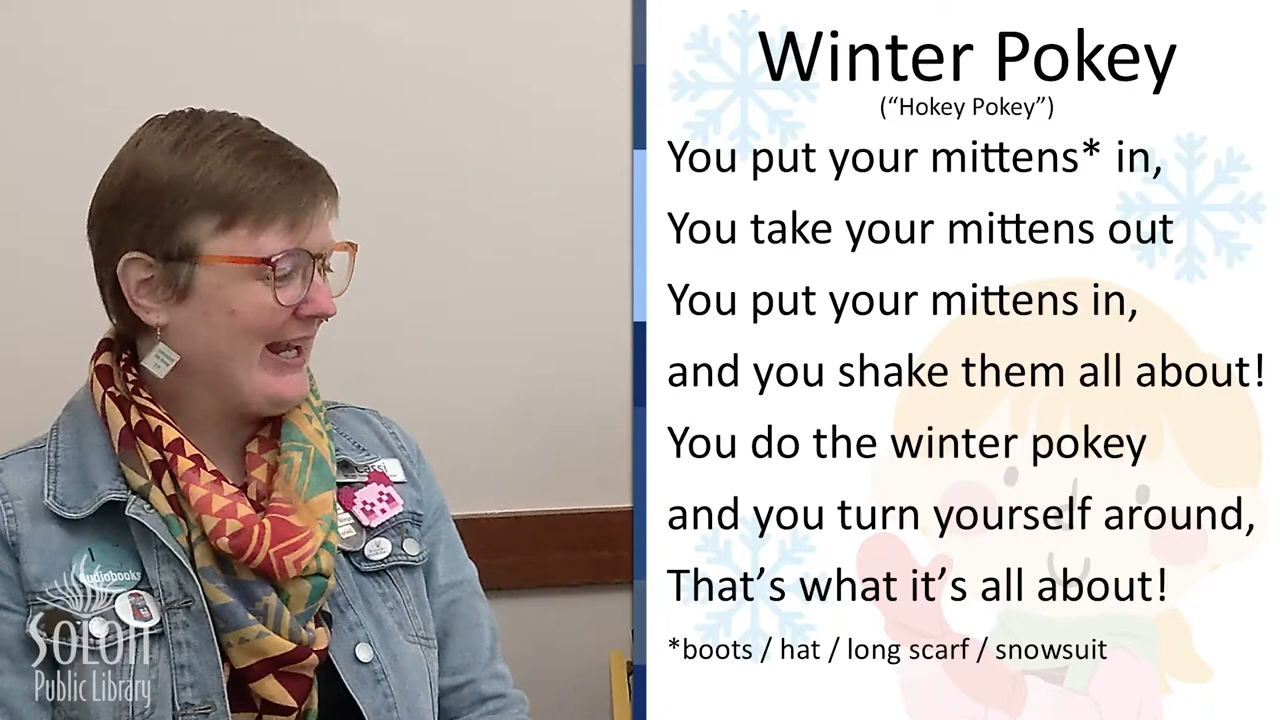 Winter Pokey
(“Hokey Pokey”)
You put your mittens* in,
You take your mittens out
You put your mittens in,
and you shake them all about!
You do the winter pokey
and you turn yourself around,
That’s what it’s all about!
*boots / hat / long scarf / snowsuit
Cassi
I
audiobooks
SOLON
Public Library